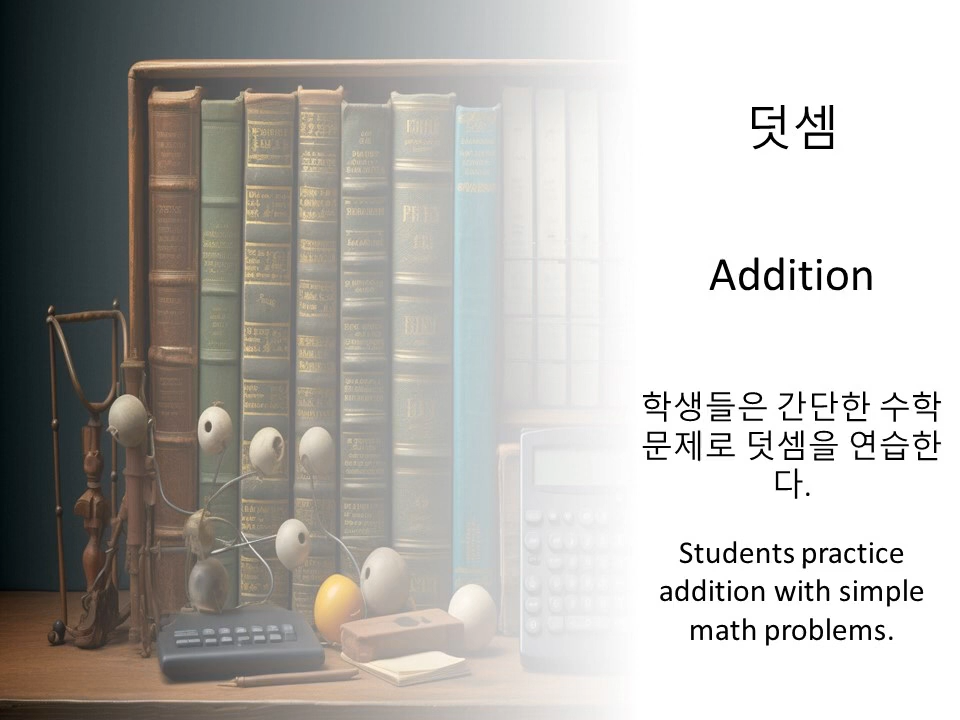 덧셈
Addition
학생들은 간단한 수학
문제로 덧셈을 연습한
다.
Students practice
addition with simple
math problems.